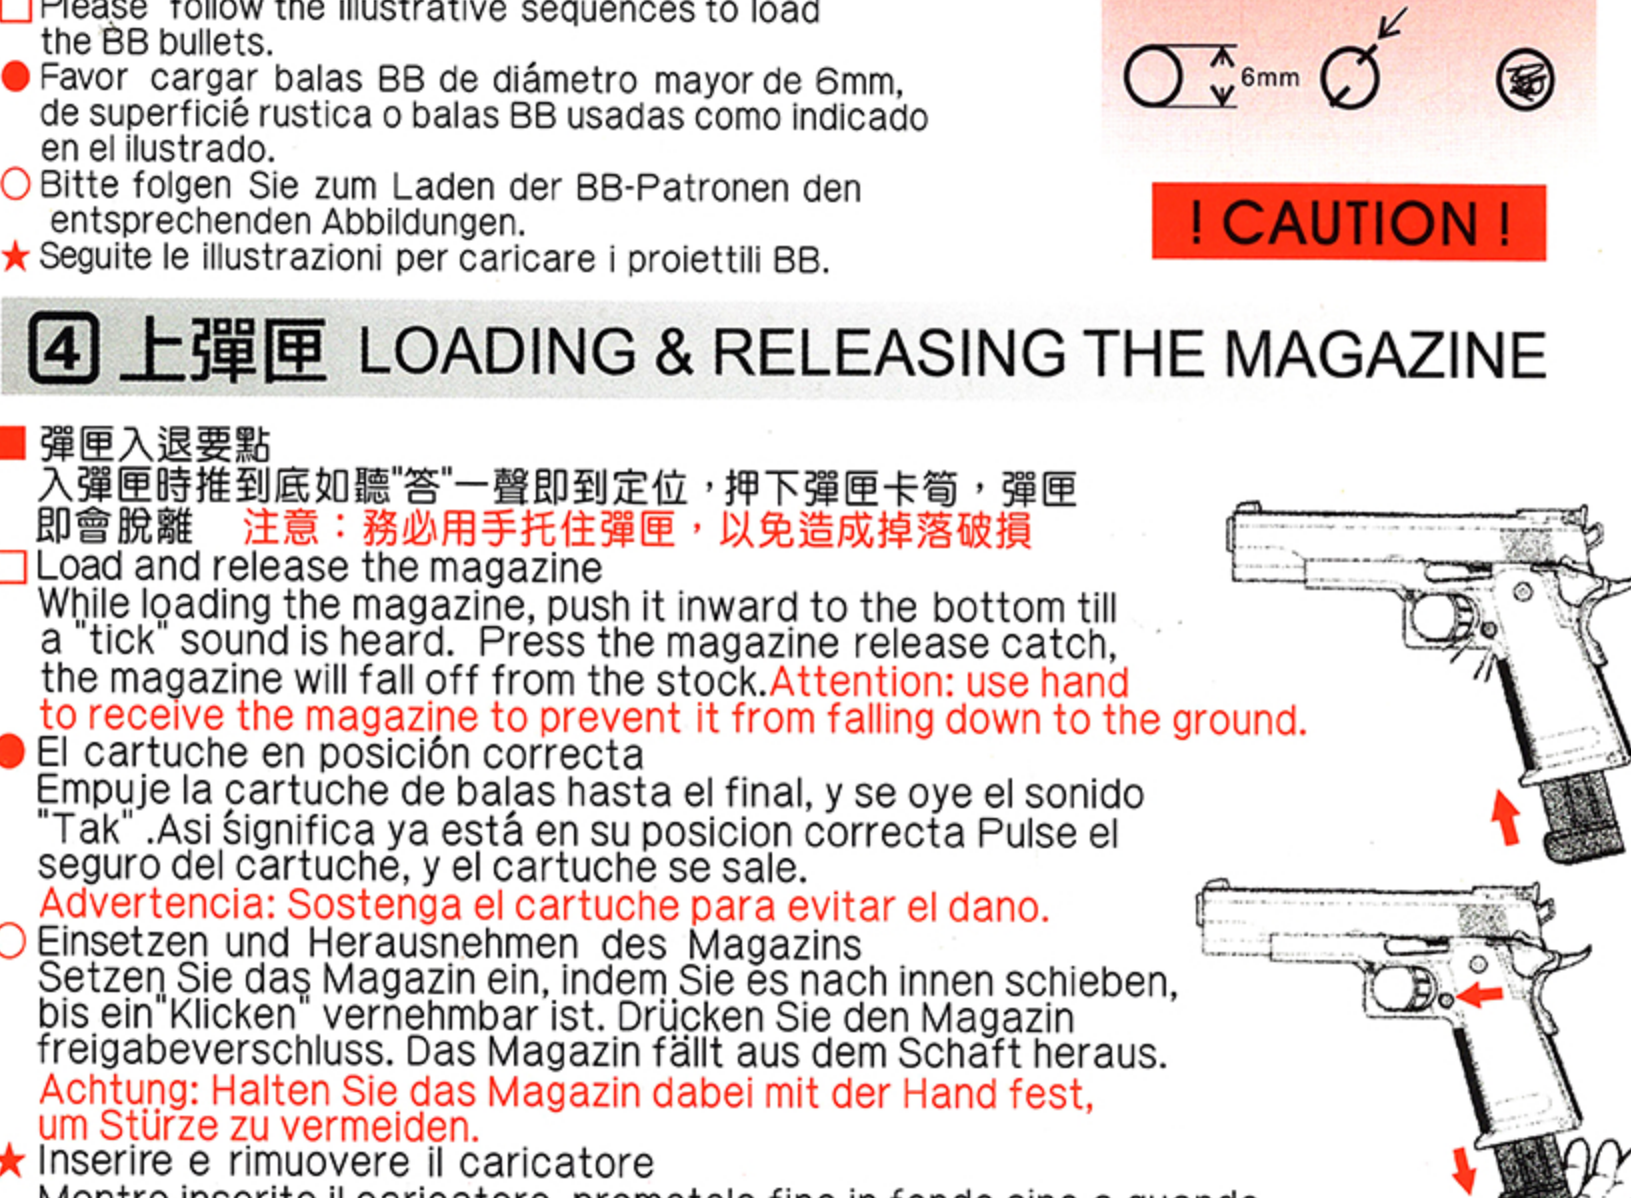 Please follow the illustrative sequences to load
the BB bullets.
Favor cargar balas BB de diámetro mayor de 6mm,
de superficié rustica o balas BB usadas como indicado
en el ilustrado.
Bitte folgen Sie zum Laden der BB-Patronen den
entsprechenden Abbildungen.
Seguite le illustrazioni per caricare i proiettili BB.
6mm
! CAUTION !
4 上彈匣 LOADING & RELEASING THE MAGAZINE
彈匣入退要點
入彈匣時推到底如聽"答"一聲即到定位，押下彈匣卡筍，彈匣
即會脫離 注意：務必用手托住彈匣，以免造成掉落破損
Load and release the magazine
While loading the magazine, push it inward to the bottom till
a "tick" sound is heard. Press the magazine release catch,
the magazine will fall off from the stock.Attention: use hand
to receive the magazine to prevent it from falling down to the ground.
El cartuche en posición correcta
Empuje la cartuche de balas hasta el final, y se oye el sonido
"Tak" .Asi significa ya está en su posicion correcta Pulse el
seguro del cartuche, y el cartuche se sale.
Advertencia: Sostenga el cartuche para evitar el dano.
Einsetzen und Herausnehmen des Magazins
Setzen Sie das Magazin ein, indem Sie es nach innen schieben,
bis ein"Klicken" vernehmbar ist. Drücken Sie den Magazin
freigabeverschluss. Das Magazin fällt aus dem Schaft heraus.
Achtung: Halten Sie das Magazin dabei mit der Hand fest,
um Stürze zu vermeiden.
Inserire e rimuovere il caricatore
Mentre inserite il caricatore, premetelo fino in fondo sino a quando